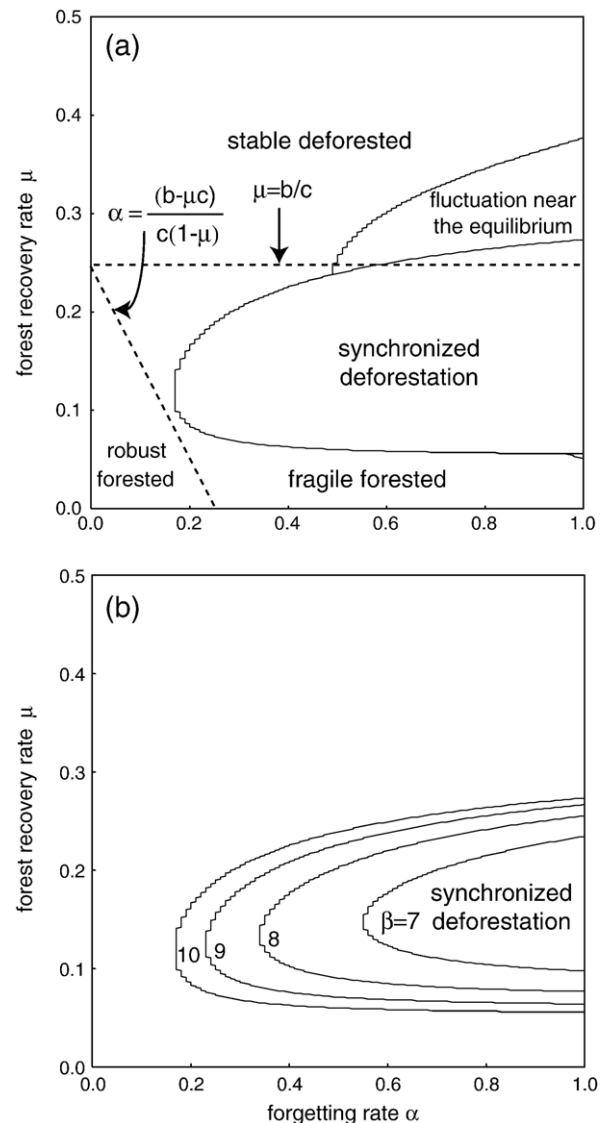 (a)
0.5
0.4
0.3
0.2
0.1
0.0
forest recovery rate μ
stable deforested
α = (b-μc) / c(1-μ)
μ=b/c
fluctuation near
the equilibrium
synchronized
deforestation
robust
forested
fragile forested
0.0 0.2 0.4 0.6 0.8 1.0
(b)
0.5
0.4
0.3
0.2
0.1
0.0
forest recovery rate μ
synchronized
deforestation
β=7
8
9
10
0.0 0.2 0.4 0.6 0.8 1.0
forgetting rate α